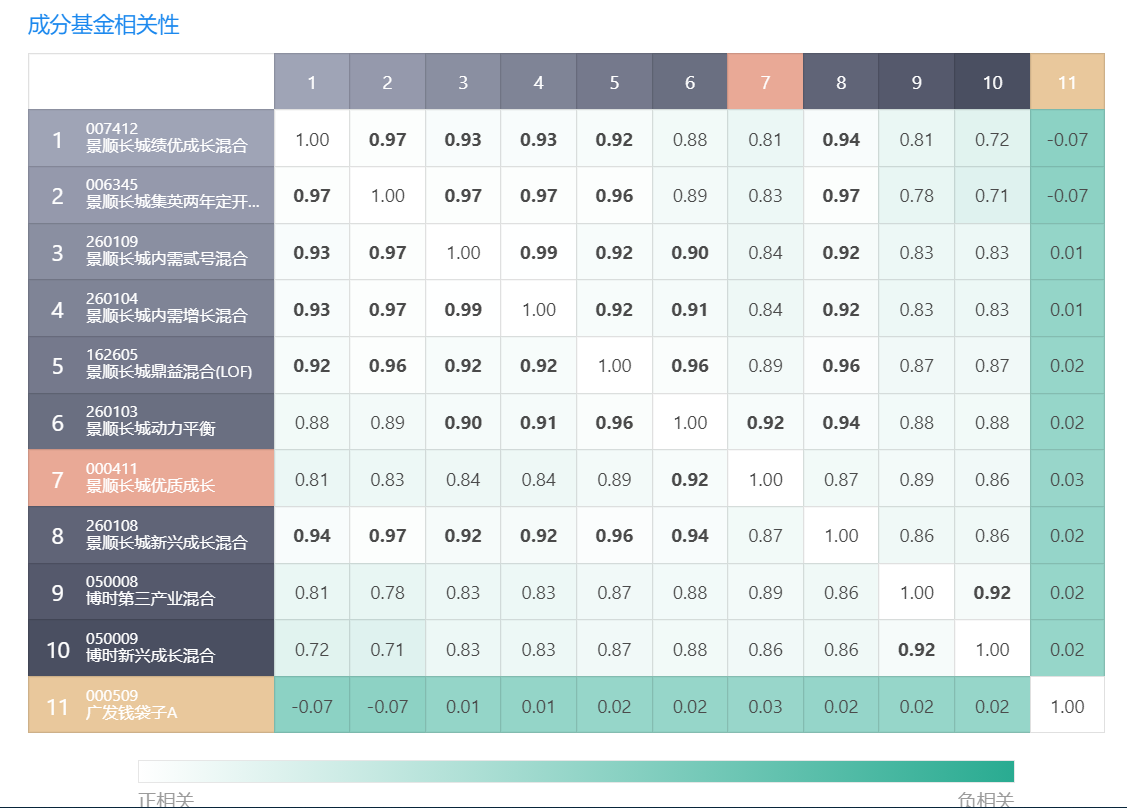 成分基金相关性
1 2 3 4 5 6 7 8 9 10 11
1 007412 景顺长城绩优成长混合 1.00 0.97 0.93 0.93 0.92 0.88 0.81 0.94 0.81 0.72 -0.07
2 006345 景顺长城集英两年定开... 0.97 1.00 0.97 0.97 0.96 0.89 0.83 0.97 0.78 0.71 -0.07
3 260109 景顺长城内需贰号混合 0.93 0.97 1.00 0.99 0.92 0.90 0.84 0.92 0.83 0.83 0.01
4 260104 景顺长城内需增长混合 0.93 0.97 0.99 1.00 0.92 0.91 0.84 0.92 0.83 0.83 0.01
5 162605 景顺长城鼎益混合(LOF) 0.92 0.96 0.92 0.92 1.00 0.96 0.89 0.96 0.87 0.87 0.02
6 260103 景顺长城动力平衡 0.88 0.89 0.90 0.91 0.96 1.00 0.92 0.94 0.88 0.88 0.02
7 000411 景顺长城优质成长 0.81 0.83 0.84 0.84 0.89 0.92 1.00 0.87 0.89 0.86 0.03
8 260108 景顺长城新兴成长混合 0.94 0.97 0.92 0.92 0.96 0.94 0.87 1.00 0.86 0.86 0.02
9 050008 博时第三产业混合 0.81 0.78 0.83 0.83 0.87 0.88 0.89 0.86 1.00 0.92 0.02
10 050009 博时新兴成长混合 0.72 0.71 0.83 0.83 0.87 0.88 0.86 0.86 0.92 1.00 0.02
11 000509 广发钱袋子A -0.07 -0.07 0.01 0.01 0.02 0.02 0.03 0.02 0.02 0.02 1.00
正相关 负相关